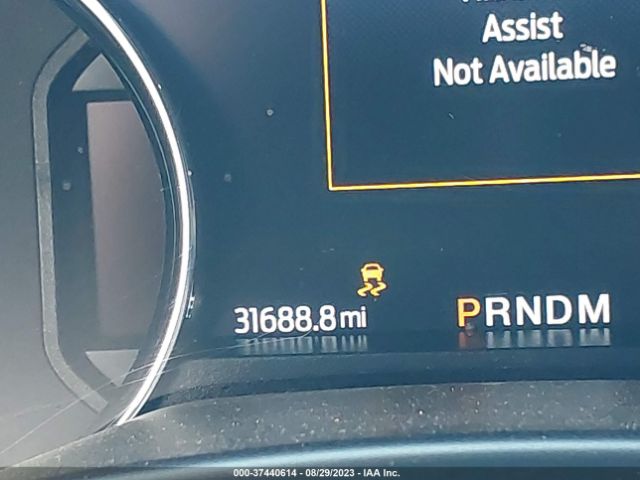 Assist
Not Available
31688.8 mi
PRNDM
000-37440614 - 08/29/2023 - IAA Inc.